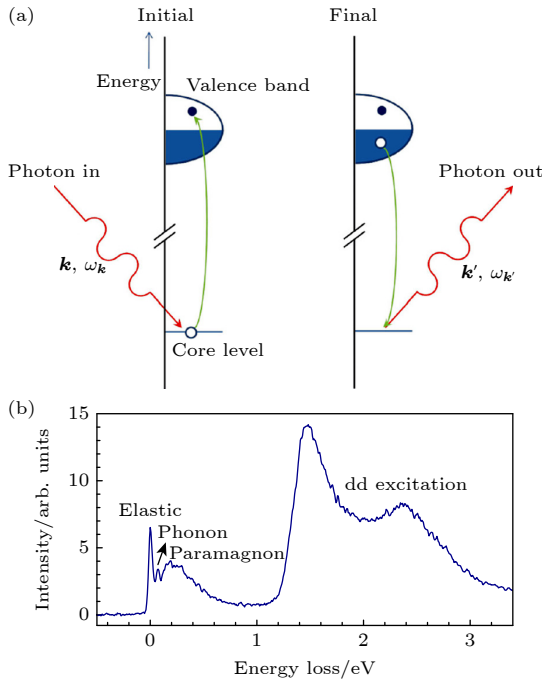 (a)
Initial
Final
Energy
Valence band
Photon in
Photon out
k, ωk
k′, ωk′
Core level
(b)
15
10
5
0
Intensity/arb. units
Elastic
Phonon
Paramagnon
dd excitation
0 1 2 3
Energy loss/eV